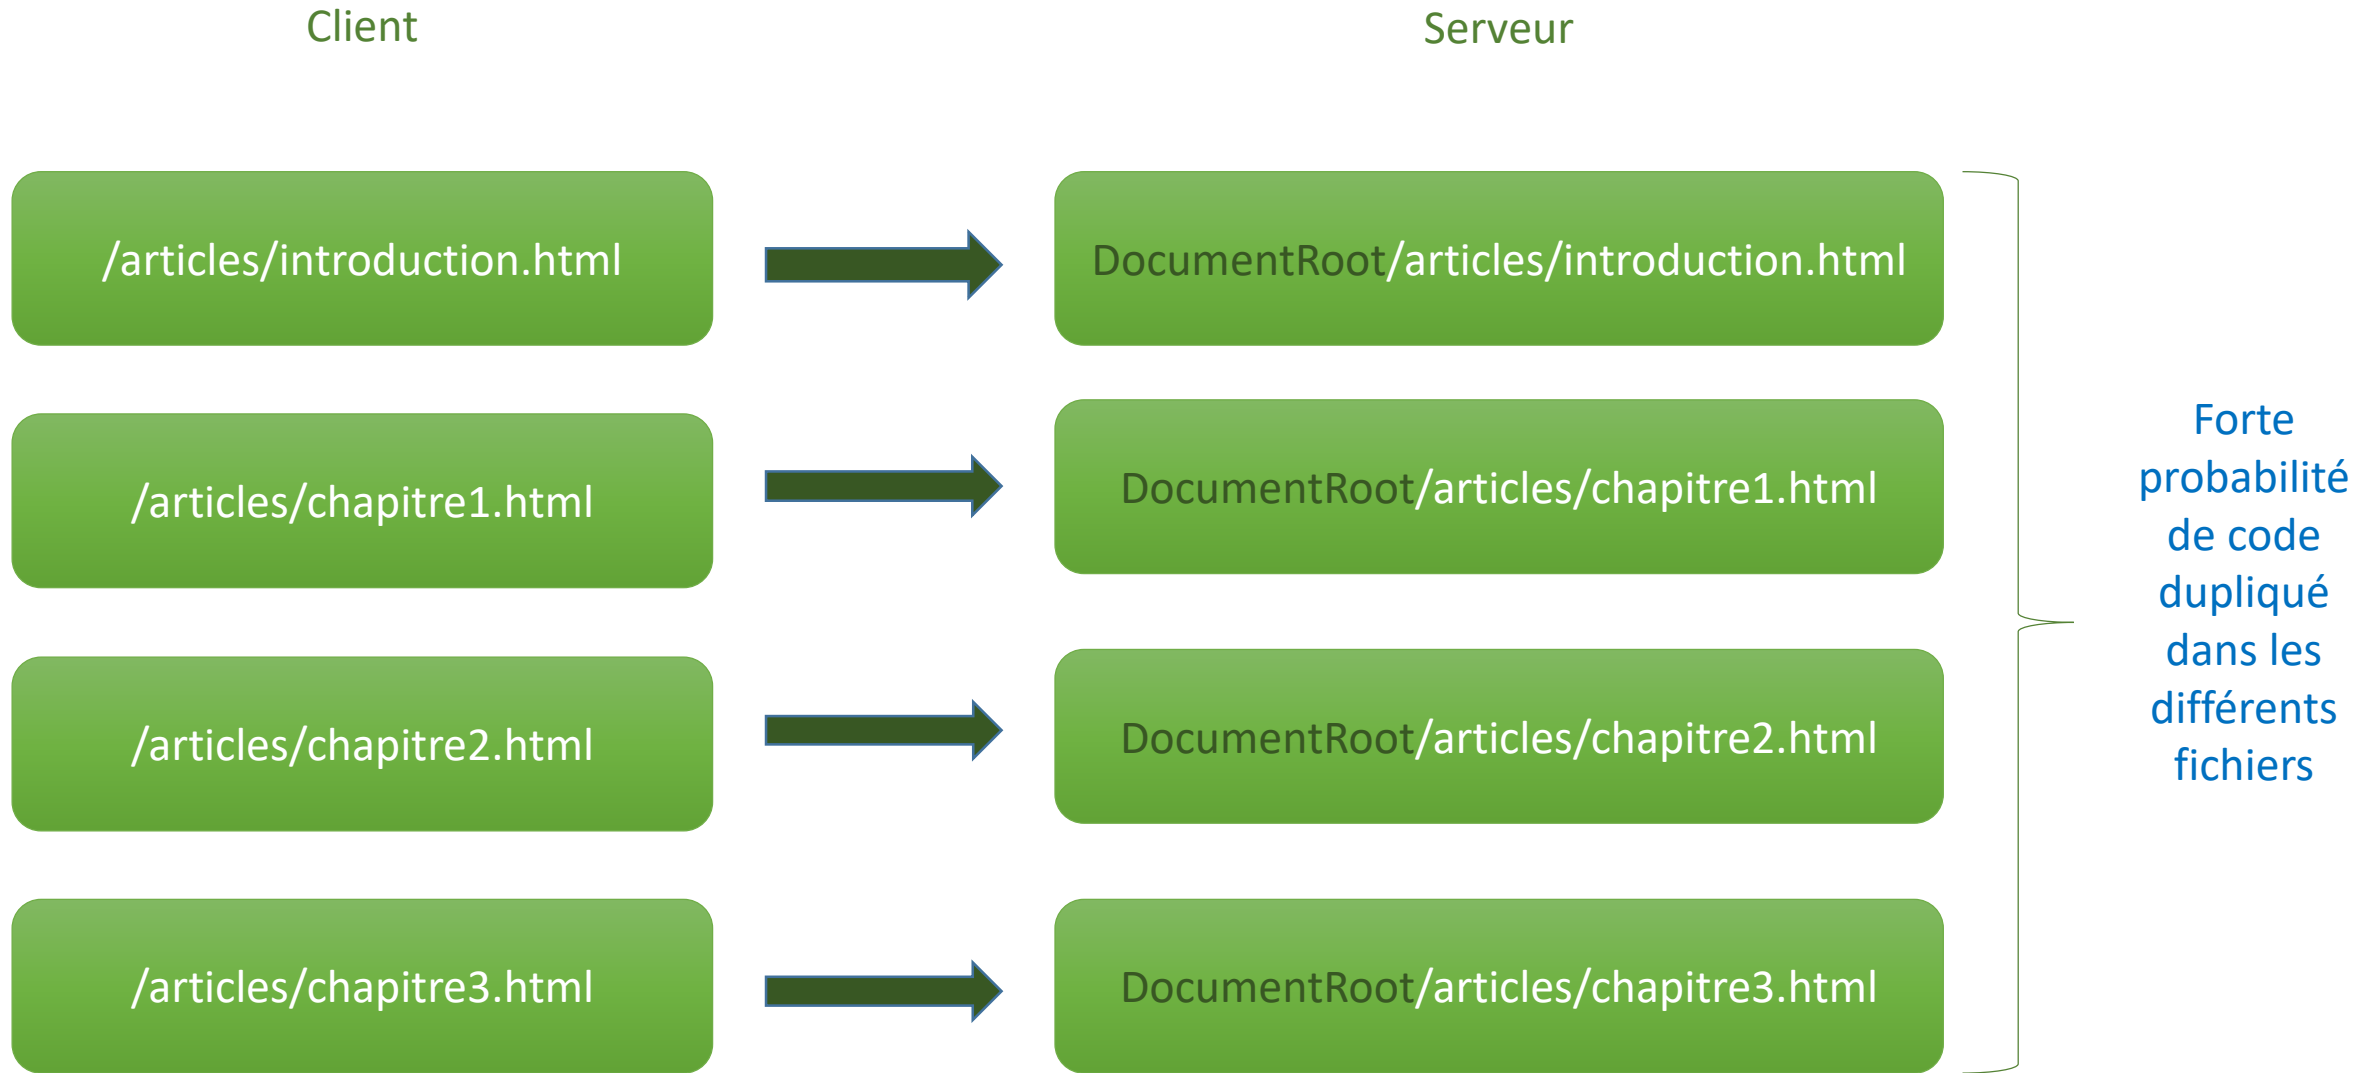 Client
Serveur
/articles/introduction.html
DocumentRoot/articles/introduction.html
/articles/chapitre1.html
DocumentRoot/articles/chapitre1.html
/articles/chapitre2.html
DocumentRoot/articles/chapitre2.html
/articles/chapitre3.html
DocumentRoot/articles/chapitre3.html
Forte
probabilité
de code
dupliqué
dans les
différents
fichiers